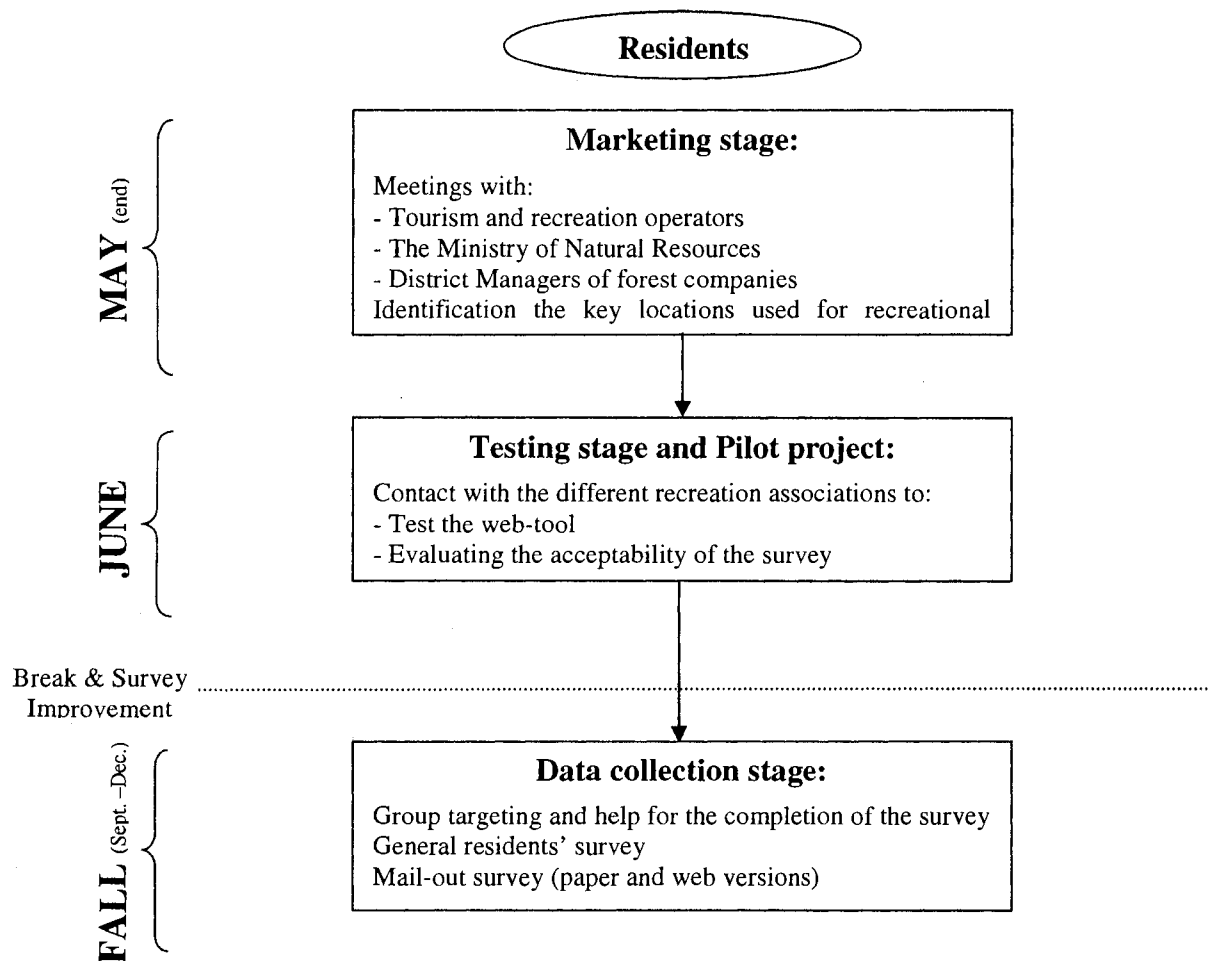 Residents
MAY (end)
Marketing stage:
Meetings with:
- Tourism and recreation operators
- The Ministry of Natural Resources
- District Managers of forest companies
Identification the key locations used for recreational
JUNE
Testing stage and Pilot project:
Contact with the different recreation associations to:
- Test the web-tool
- Evaluating the acceptability of the survey
Break & Survey
Improvement
FALL (Sept. –Dec.)
Data collection stage:
Group targeting and help for the completion of the survey
General residents’ survey
Mail-out survey (paper and web versions)